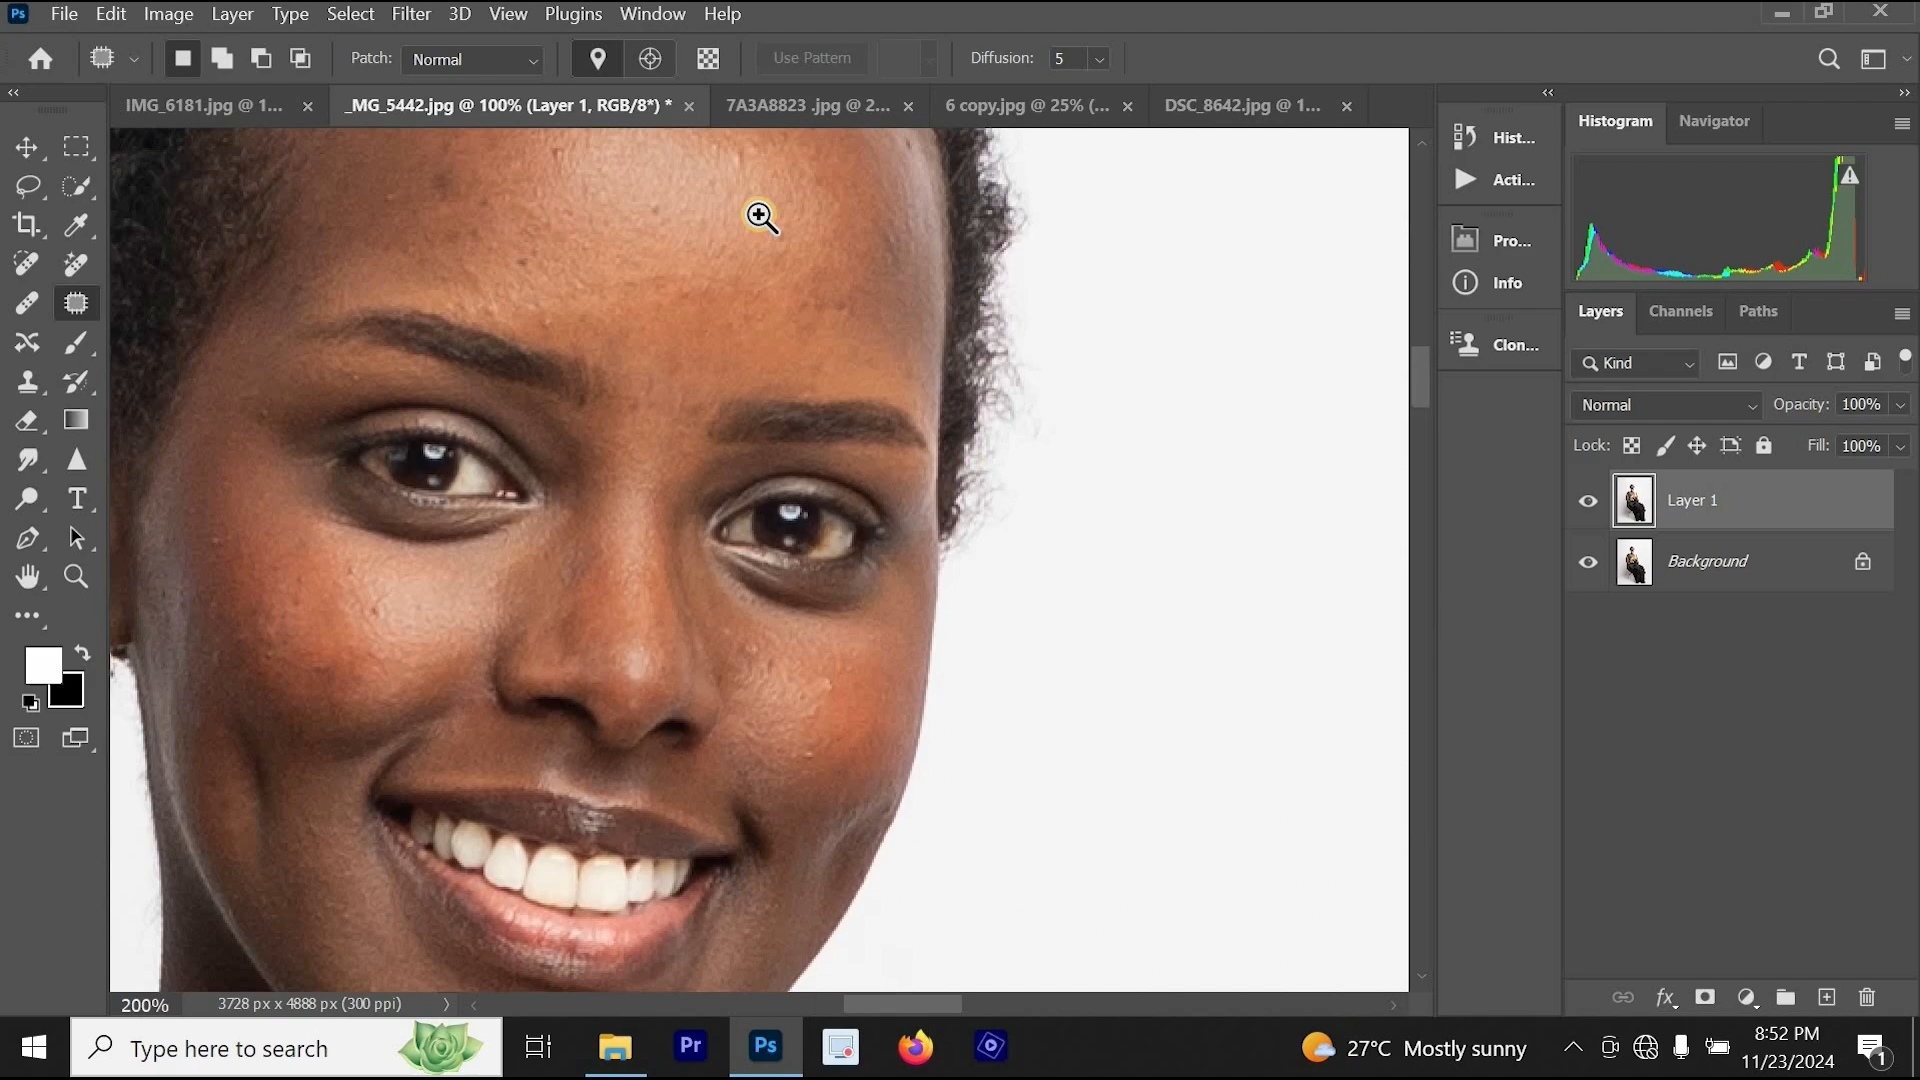 Ps File Edit Image Layer Type Select Filter 3D View Plugins Window Help
Patch: Normal Use Pattern Diffusion: 5
IMG_6181.jpg @ 1... _MG_5442.jpg @ 100% (Layer 1, RGB/8*) * 7A3A8823 .jpg @ 2... 6 copy.jpg @ 25% (... DSC_8642.jpg @ 1...
Hist...
Acti...
Pro...
Info
Clon...
Histogram Navigator
Layers Channels Paths
Kind
Normal Opacity: 100%
Lock: Fill: 100%
Layer 1
Background
200% 3728 px x 4888 px (300 ppi)
Type here to search
Pr Ps
27°C Mostly sunny
8:52 PM
11/23/2024
1